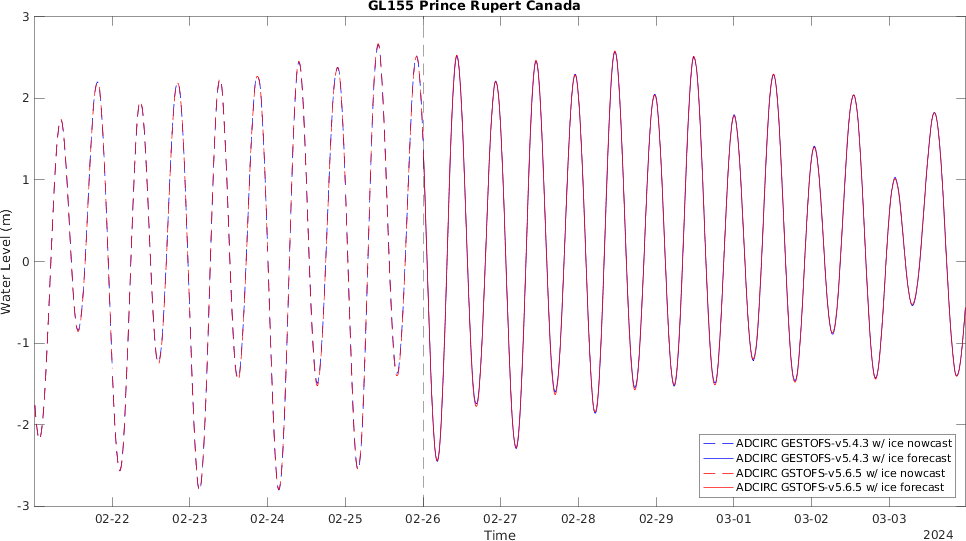 GL155 Prince Rupert Canada
3
2
1
0
-1
-2
-3
Water Level (m)
ADCIRC GESTOFS-v5.4.3 w/ ice nowcast
ADCIRC GESTOFS-v5.4.3 w/ ice forecast
ADCIRC GSTOFS-v5.6.5 w/ ice nowcast
ADCIRC GSTOFS-v5.6.5 w/ ice forecast
02-22 02-23 02-24 02-25 02-26 02-27 02-28 02-29 03-01 03-02 03-03
Time
2024